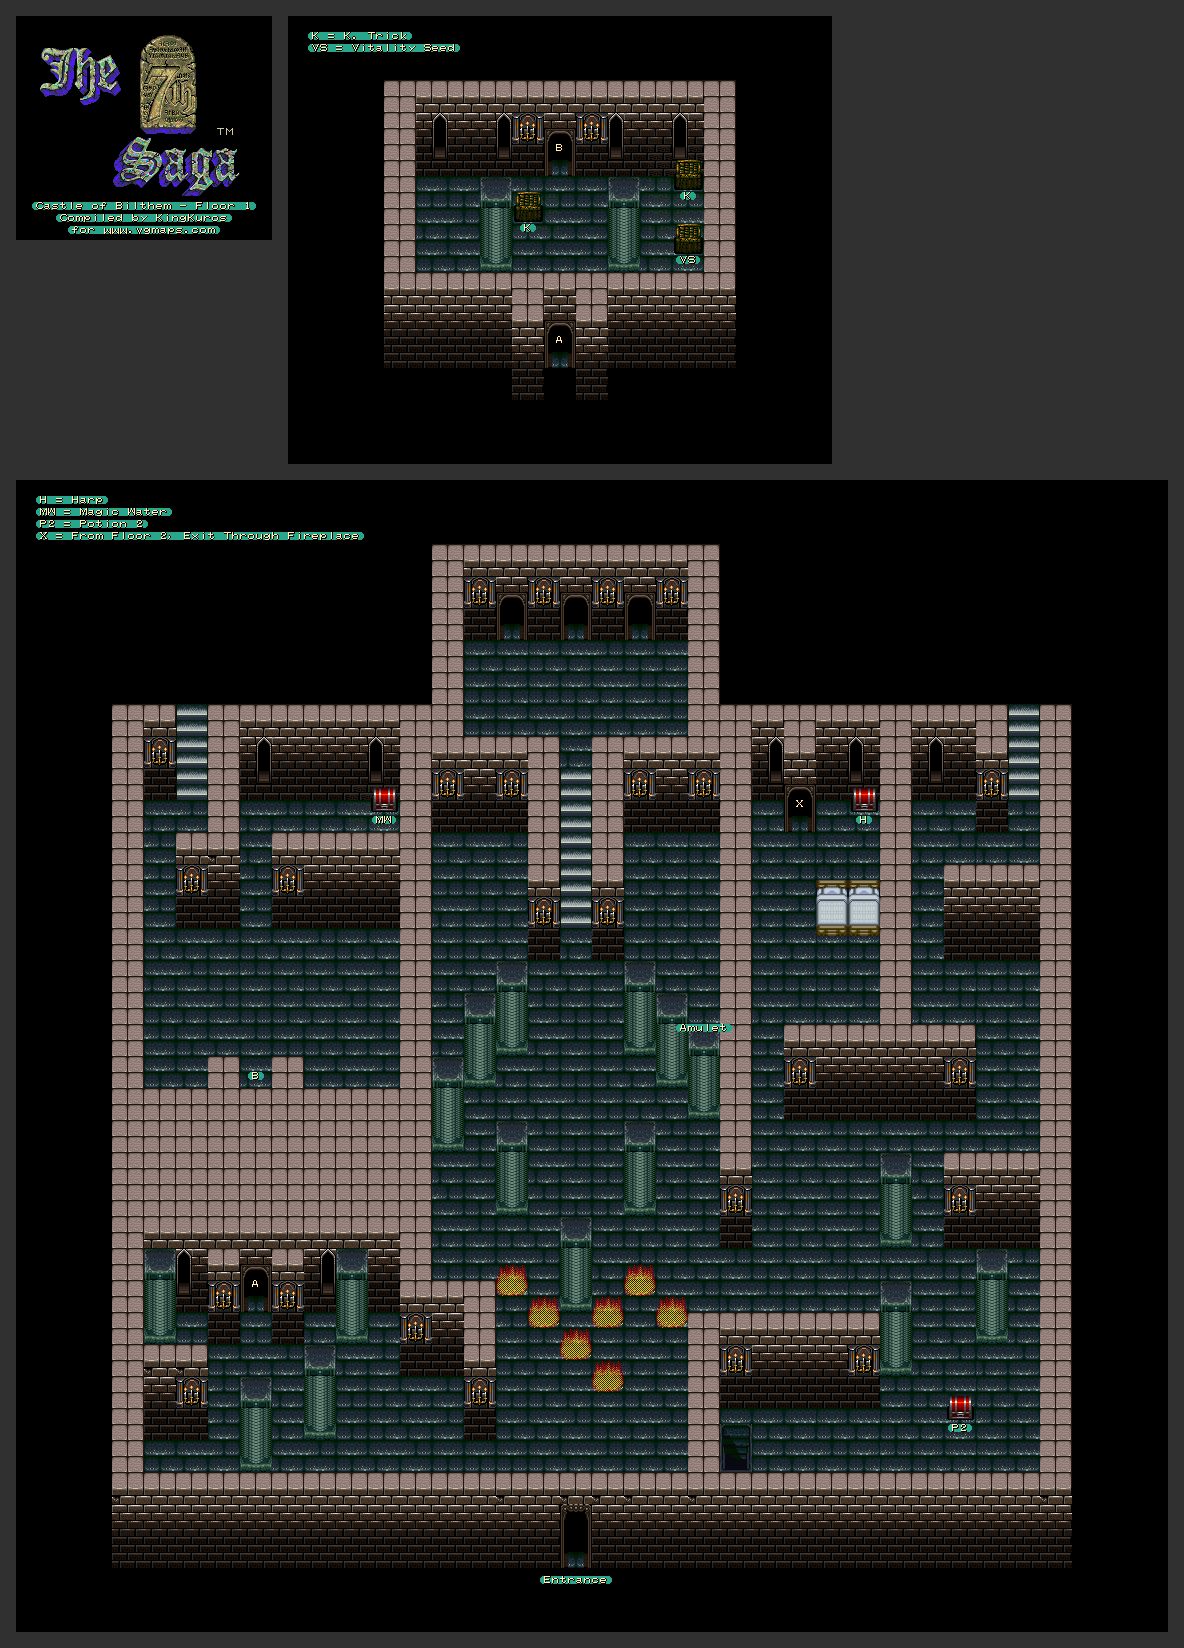 The
7th
TM
Saga
Castle of Bilthem - Floor 1
Compiled by KingKuros
for www.vgmaps.com
K = K. Trick
VS = Vitality Seed
B
K
K
VS
A
H = Harp
MW = Magic Water
P2 = Potion 2
X = From Floor 2, Exit Through Fireplace
X
MW
H
Amulet
B
A
P2
Entrance